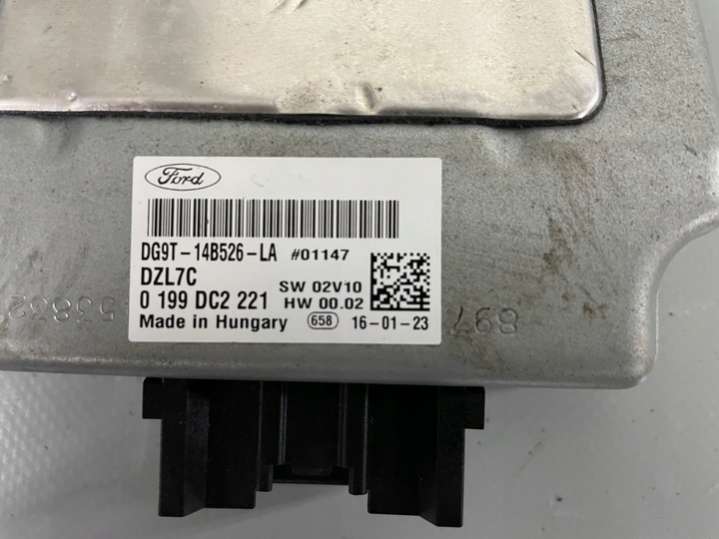 Ford
DG9T-14B526-LA #01147
DZL7C
SW 02V10
0 199 DC2 221 HW 00.02
Made in Hungary 658 16-01-23